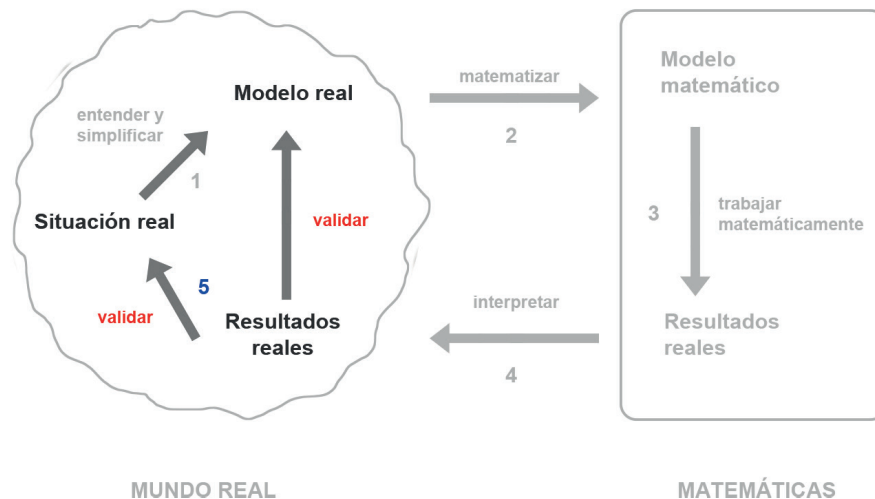 Modelo real
entender y
simplificar
1
Situación real
validar
5
validar
Resultados
reales
matematizar
2
Modelo
matemático
3
trabajar
matemáticamente
Resultados
reales
interpretar
4
MUNDO REAL
MATEMÁTICAS